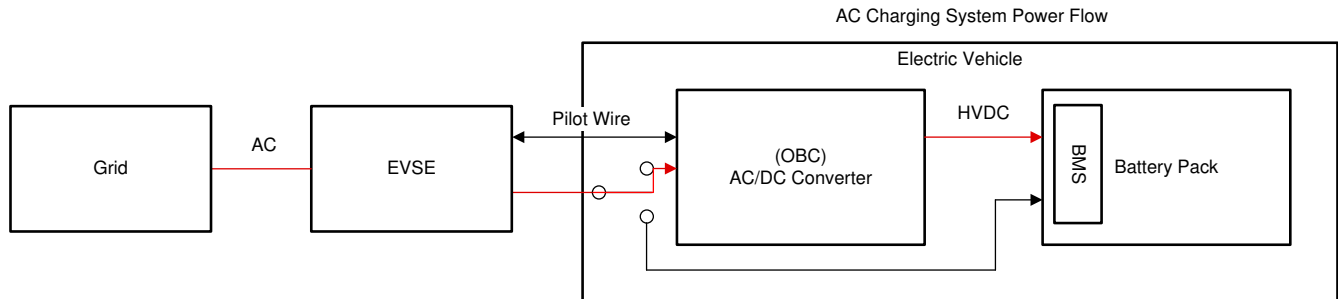 AC Charging System Power Flow
Electric Vehicle
Grid
AC
EVSE
Pilot Wire
(OBC)
AC/DC Converter
HVDC
BMS
Battery Pack